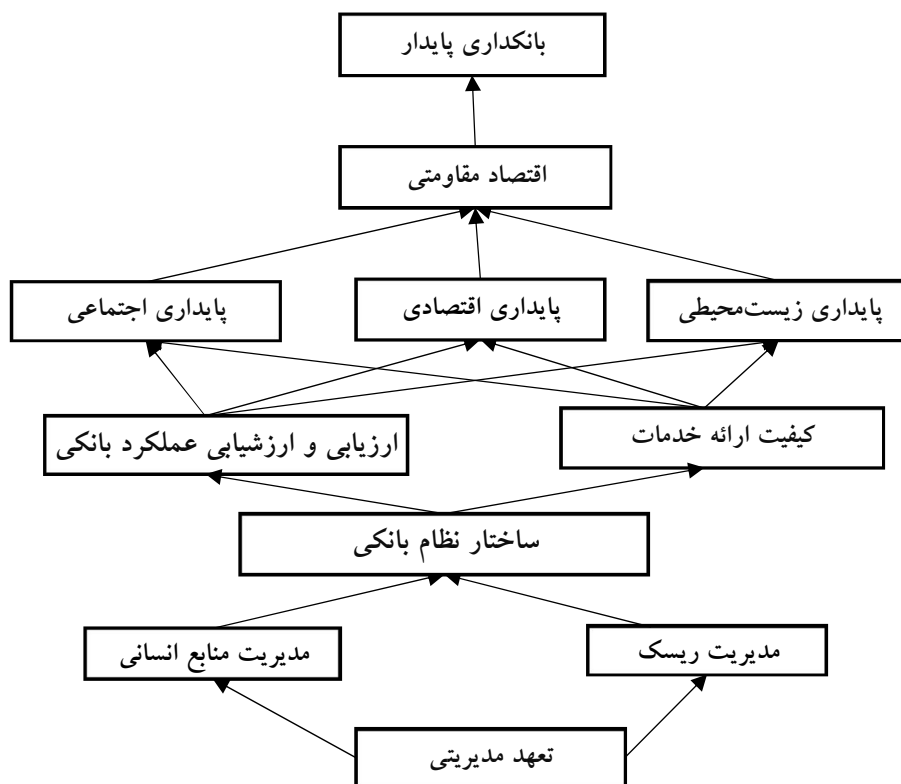 بانکداری پایدار
اقتصاد مقاومتی
پایداری زیست‌محیطی
پایداری اقتصادی
پایداری اجتماعی
کیفیت ارائه خدمات
ارزیابی و ارزشیابی عملکرد بانکی
ساختار نظام بانکی
مدیریت ریسک
مدیریت منابع انسانی
تعهد مدیریتی